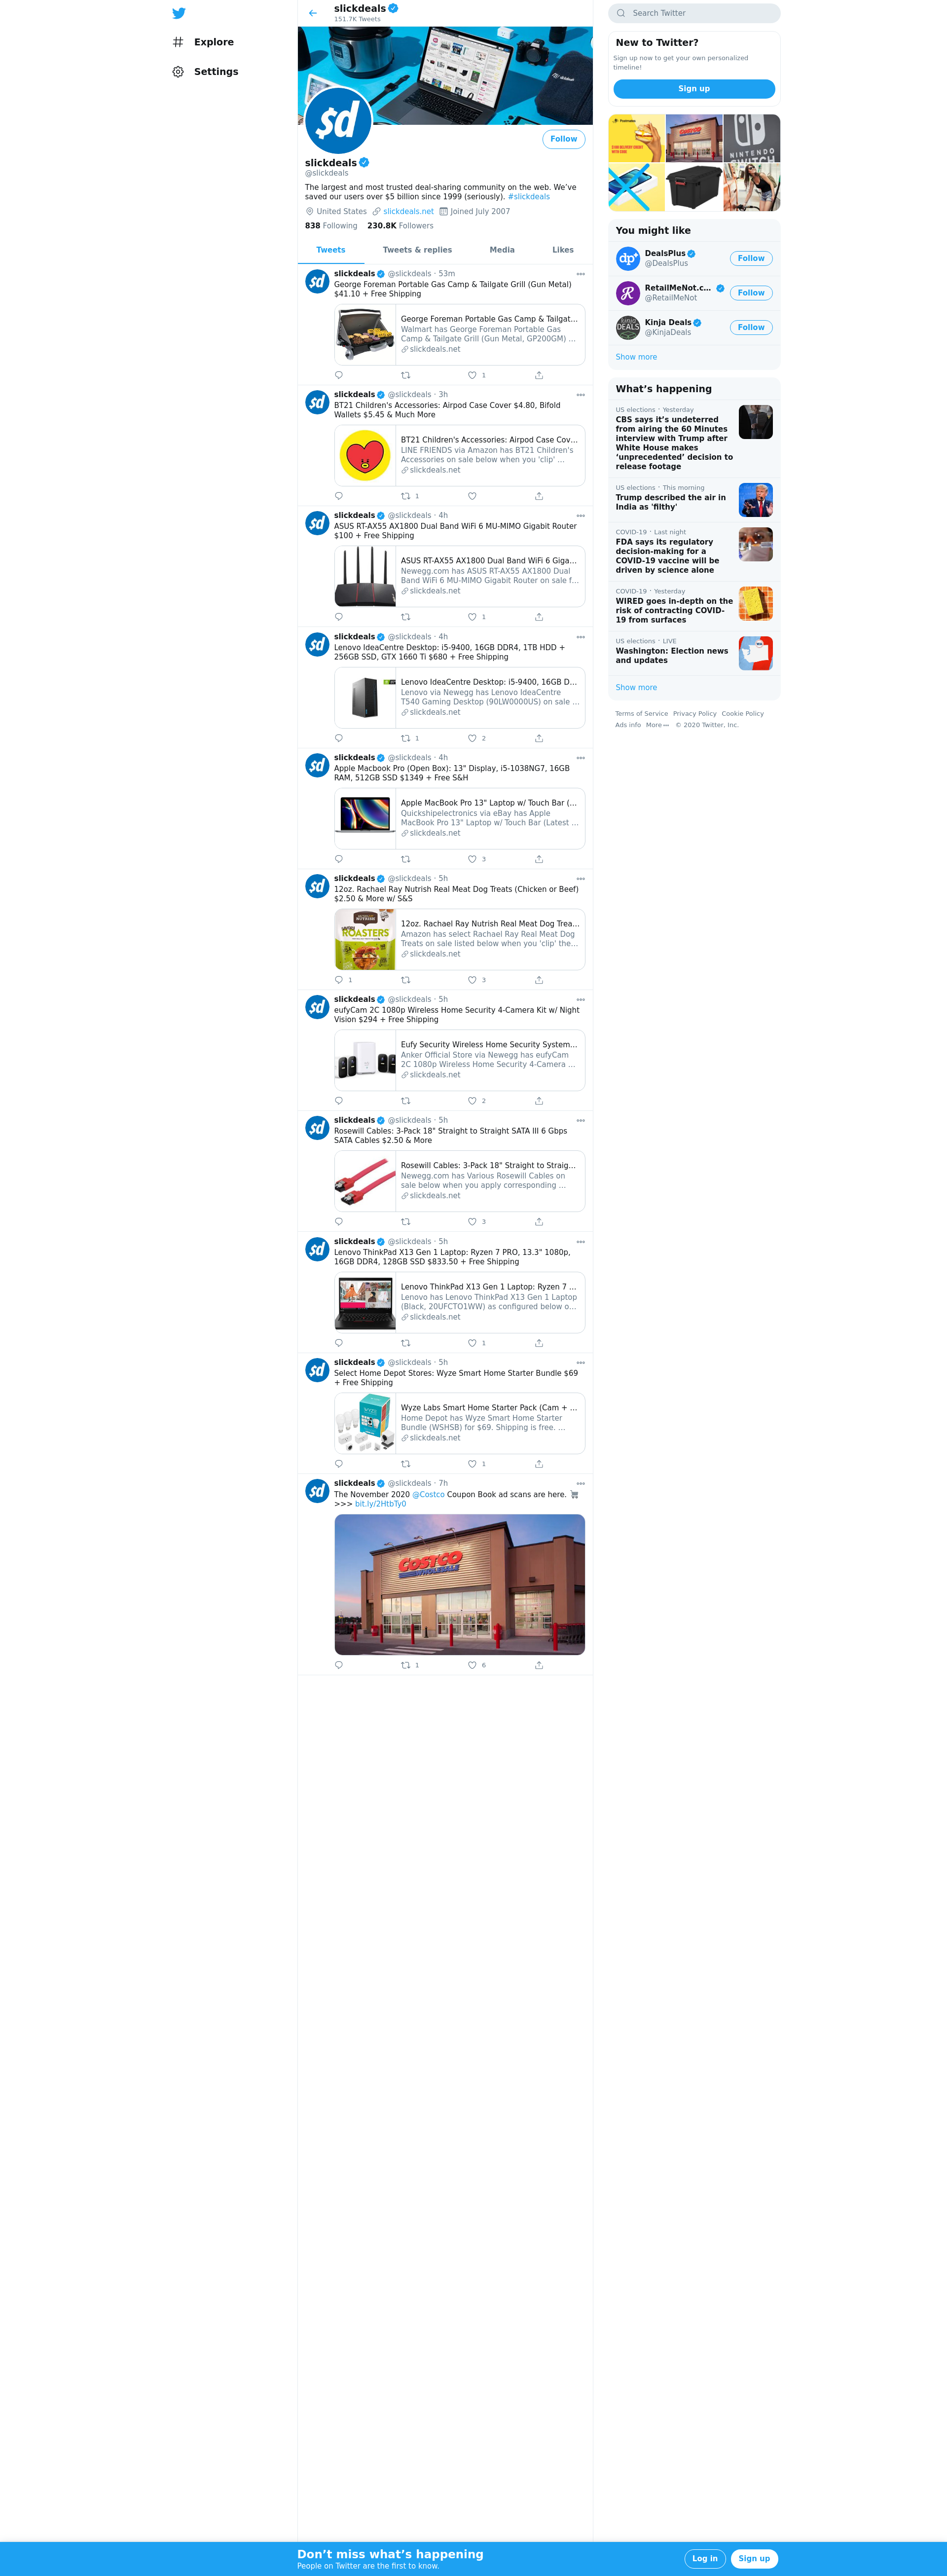 Explore
Settings
slickdeals
151.7K Tweets
$d
Follow
slickdeals
@slickdeals
The largest and most trusted deal-sharing community on the web. We've
saved our users over $5 billion since 1999 (seriously). #slickdeals
United States slickdeals.net Joined July 2007
838 Following 230.8K Followers
Tweets Tweets & replies Media Likes
slickdeals @slickdeals · 53m
George Foreman Portable Gas Camp & Tailgate Grill (Gun Metal)
$41.10 + Free Shipping
George Foreman Portable Gas Camp & Tailgat...
Walmart has George Foreman Portable Gas
Camp & Tailgate Grill (Gun Metal, GP200GM) ...
slickdeals.net
1
slickdeals @slickdeals · 3h
BT21 Children's Accessories: Airpod Case Cover $4.80, Bifold
Wallets $5.45 & Much More
BT21 Children's Accessories: Airpod Case Cov...
LINE FRIENDS via Amazon has BT21 Children's
Accessories on sale below when you 'clip' ...
slickdeals.net
1
slickdeals @slickdeals · 4h
ASUS RT-AX55 AX1800 Dual Band WiFi 6 MU-MIMO Gigabit Router
$100 + Free Shipping
ASUS RT-AX55 AX1800 Dual Band WiFi 6 Giga...
Newegg.com has ASUS RT-AX55 AX1800 Dual
Band WiFi 6 MU-MIMO Gigabit Router on sale f...
slickdeals.net
1
slickdeals @slickdeals · 4h
Lenovo IdeaCentre Desktop: i5-9400, 16GB DDR4, 1TB HDD +
256GB SSD, GTX 1660 Ti $680 + Free Shipping
Lenovo IdeaCentre Desktop: i5-9400, 16GB D...
Lenovo via Newegg has Lenovo IdeaCentre
T540 Gaming Desktop (90LW0000US) on sale ...
slickdeals.net
1 2
slickdeals @slickdeals · 4h
Apple Macbook Pro (Open Box): 13" Display, i5-1038NG7, 16GB
RAM, 512GB SSD $1349 + Free S&H
Apple MacBook Pro 13" Laptop w/ Touch Bar (...
Quickshipelectronics via eBay has Apple
MacBook Pro 13" Laptop w/ Touch Bar (Latest ...
slickdeals.net
3
slickdeals @slickdeals · 5h
12oz. Rachael Ray Nutrish Real Meat Dog Treats (Chicken or Beef)
$2.50 & More w/ S&S
12oz. Rachael Ray Nutrish Real Meat Dog Trea...
Amazon has select Rachael Ray Real Meat Dog
Treats on sale listed below when you 'clip' the...
slickdeals.net
ROASTERS
1 3
slickdeals @slickdeals · 5h
eufyCam 2C 1080p Wireless Home Security 4-Camera Kit w/ Night
Vision $294 + Free Shipping
Eufy Security Wireless Home Security System...
Anker Official Store via Newegg has eufyCam
2C 1080p Wireless Home Security 4-Camera ...
slickdeals.net
2
slickdeals @slickdeals · 5h
Rosewill Cables: 3-Pack 18" Straight to Straight SATA III 6 Gbps
SATA Cables $2.50 & More
Rosewill Cables: 3-Pack 18" Straight to Straig...
Newegg.com has Various Rosewill Cables on
sale below when you apply corresponding ...
slickdeals.net
3
slickdeals @slickdeals · 5h
Lenovo ThinkPad X13 Gen 1 Laptop: Ryzen 7 PRO, 13.3" 1080p,
16GB DDR4, 128GB SSD $833.50 + Free Shipping
Lenovo ThinkPad X13 Gen 1 Laptop: Ryzen 7 ...
Lenovo has Lenovo ThinkPad X13 Gen 1 Laptop
(Black, 20UFCTO1WW) as configured below o...
slickdeals.net
1
slickdeals @slickdeals · 5h
Select Home Depot Stores: Wyze Smart Home Starter Bundle $69
+ Free Shipping
Wyze Labs Smart Home Starter Pack (Cam + ...
Home Depot has Wyze Smart Home Starter
Bundle (WSHSB) for $69. Shipping is free. ...
slickdeals.net
1
slickdeals @slickdeals · 7h
The November 2020 @Costco Coupon Book ad scans are here.
>>> bit.ly/2HtbTy0
COSTCO
WHOLESALE
1 6
Search Twitter
New to Twitter?
Sign up now to get your own personalized
timeline!
Sign up
Postmates
COSTCO
NINTENDO
SWITCH
You might like
DealsPlus
@DealsPlus
Follow
RetailMeNot.c...
@RetailMeNot
Follow
Kinja Deals
@KinjaDeals
Follow
Show more
What's happening
US elections · Yesterday
CBS says it's undeterred
from airing the 60 Minutes
interview with Trump after
White House makes
'unprecedented' decision to
release footage
US elections · This morning
Trump described the air in
India as 'filthy'
COVID-19 · Last night
FDA says its regulatory
decision-making for a
COVID-19 vaccine will be
driven by science alone
COVID-19 · Yesterday
WIRED goes in-depth on the
risk of contracting COVID-
19 from surfaces
US elections · LIVE
Washington: Election news
and updates
Show more
Terms of Service Privacy Policy Cookie Policy
Ads info More © 2020 Twitter, Inc.
Don't miss what's happening
People on Twitter are the first to know.
Log in
Sign up